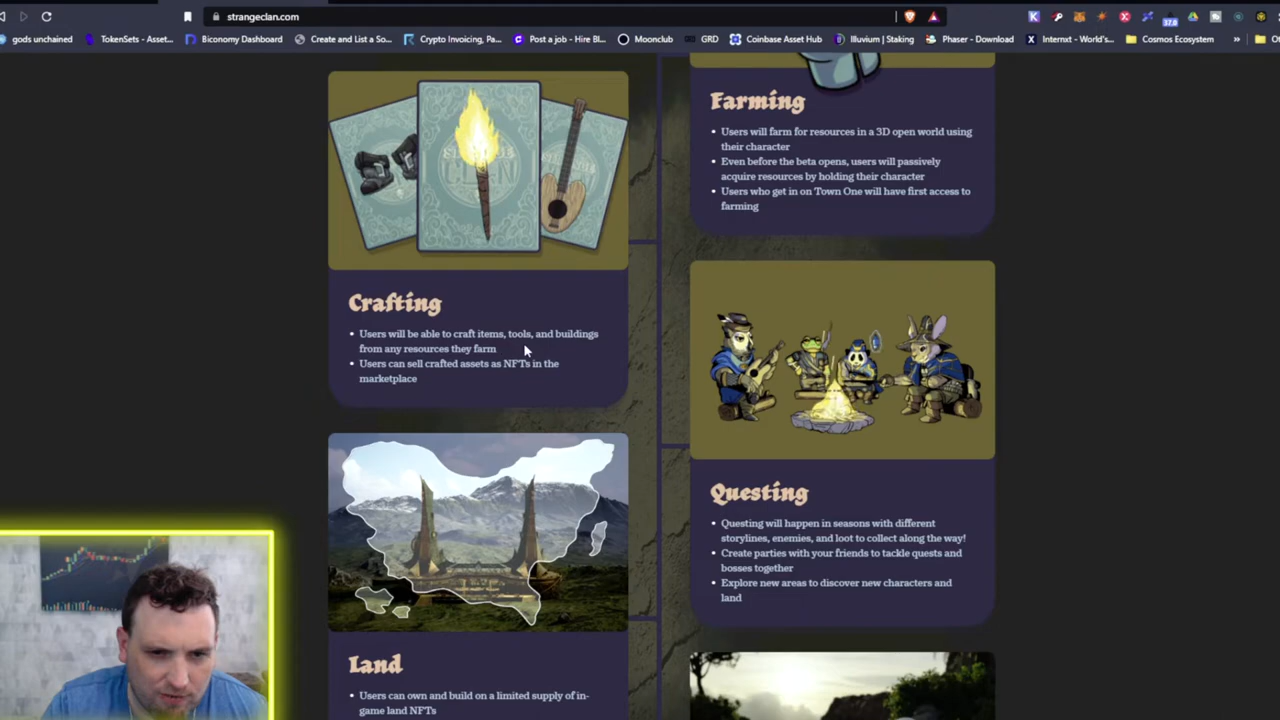 strangeclan.com
gods unchained
TokenSets - Asset...
Biconomy Dashboard
Create and List a So...
Crypto Invoicing, Pa...
Post a job - Hire Bl...
Moonclub
GRD
Coinbase Asset Hub
Illuvium | Staking
Phaser - Download
Internxt - World's...
Cosmos Ecosystem
»
37.0
Crafting
• Users will be able to craft items, tools, and buildings
from any resources they farm
• Users can sell crafted assets as NFTs in the
marketplace
Land
• Users can own and build on a limited supply of in-
game land NFTs
Farming
• Users will farm for resources in a 3D open world using
their character
• Even before the beta opens, users will passively
acquire resources by holding their character
• Users who get in on Town One will have first access to
farming
Questing
• Questing will happen in seasons with different
storylines, enemies, and loot to collect along the way!
• Create parties with your friends to tackle quests and
bosses together
• Explore new areas to discover new characters and
land